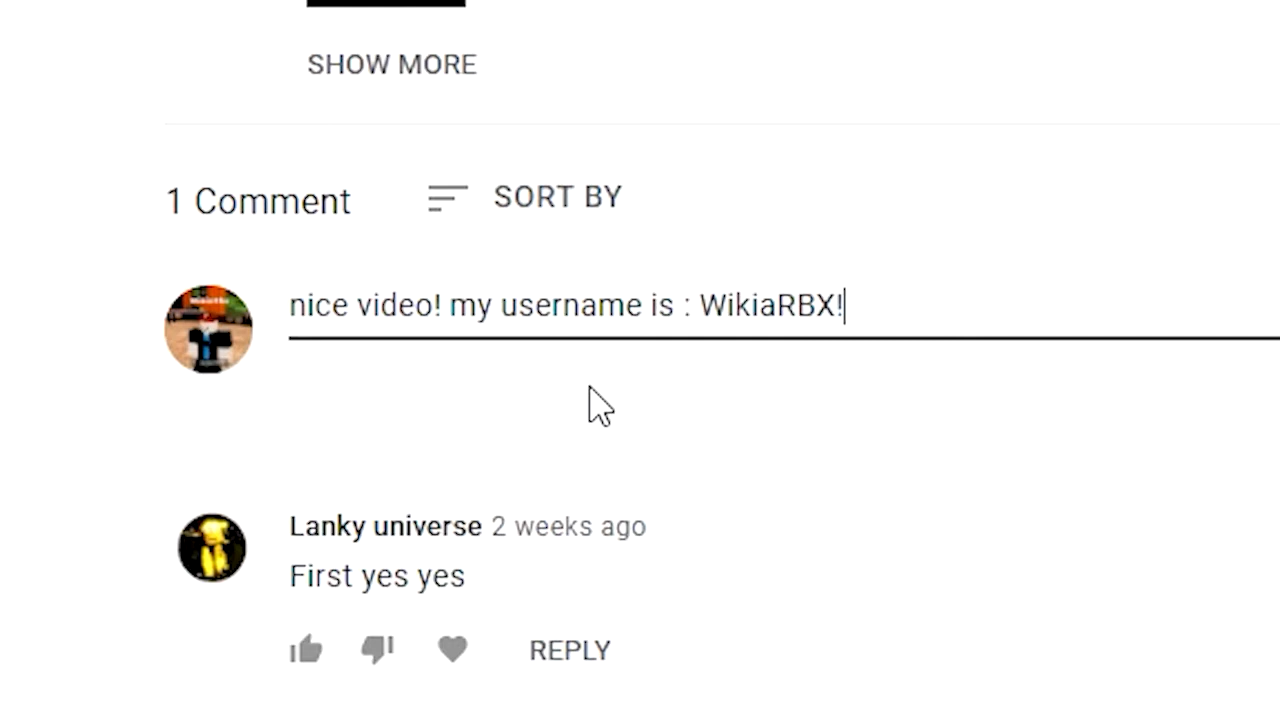 SHOW MORE
1 Comment
SORT BY
nice video! my username is : WikiaRBX!
Lanky universe 2 weeks ago
First yes yes
REPLY